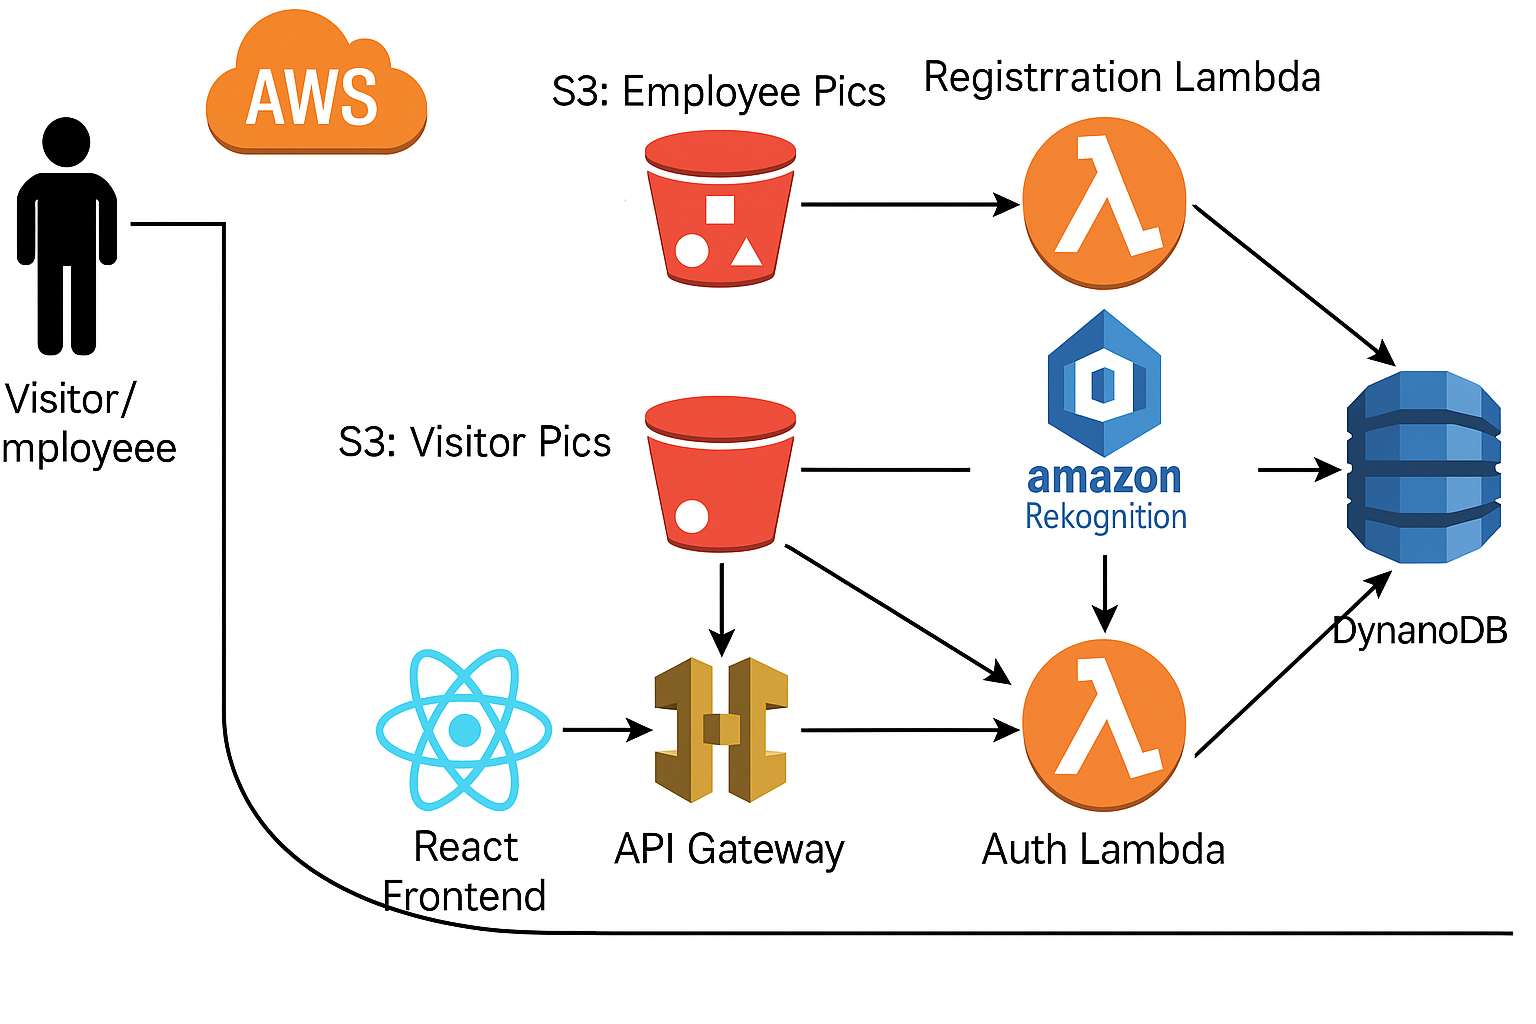 AWS
S3: Employee Pics
Registrration Lambda
Visitor/
mployeee
S3: Visitor Pics
amazon
Rekognition
DynanoDB
React
Frontend
API Gateway
Auth Lambda